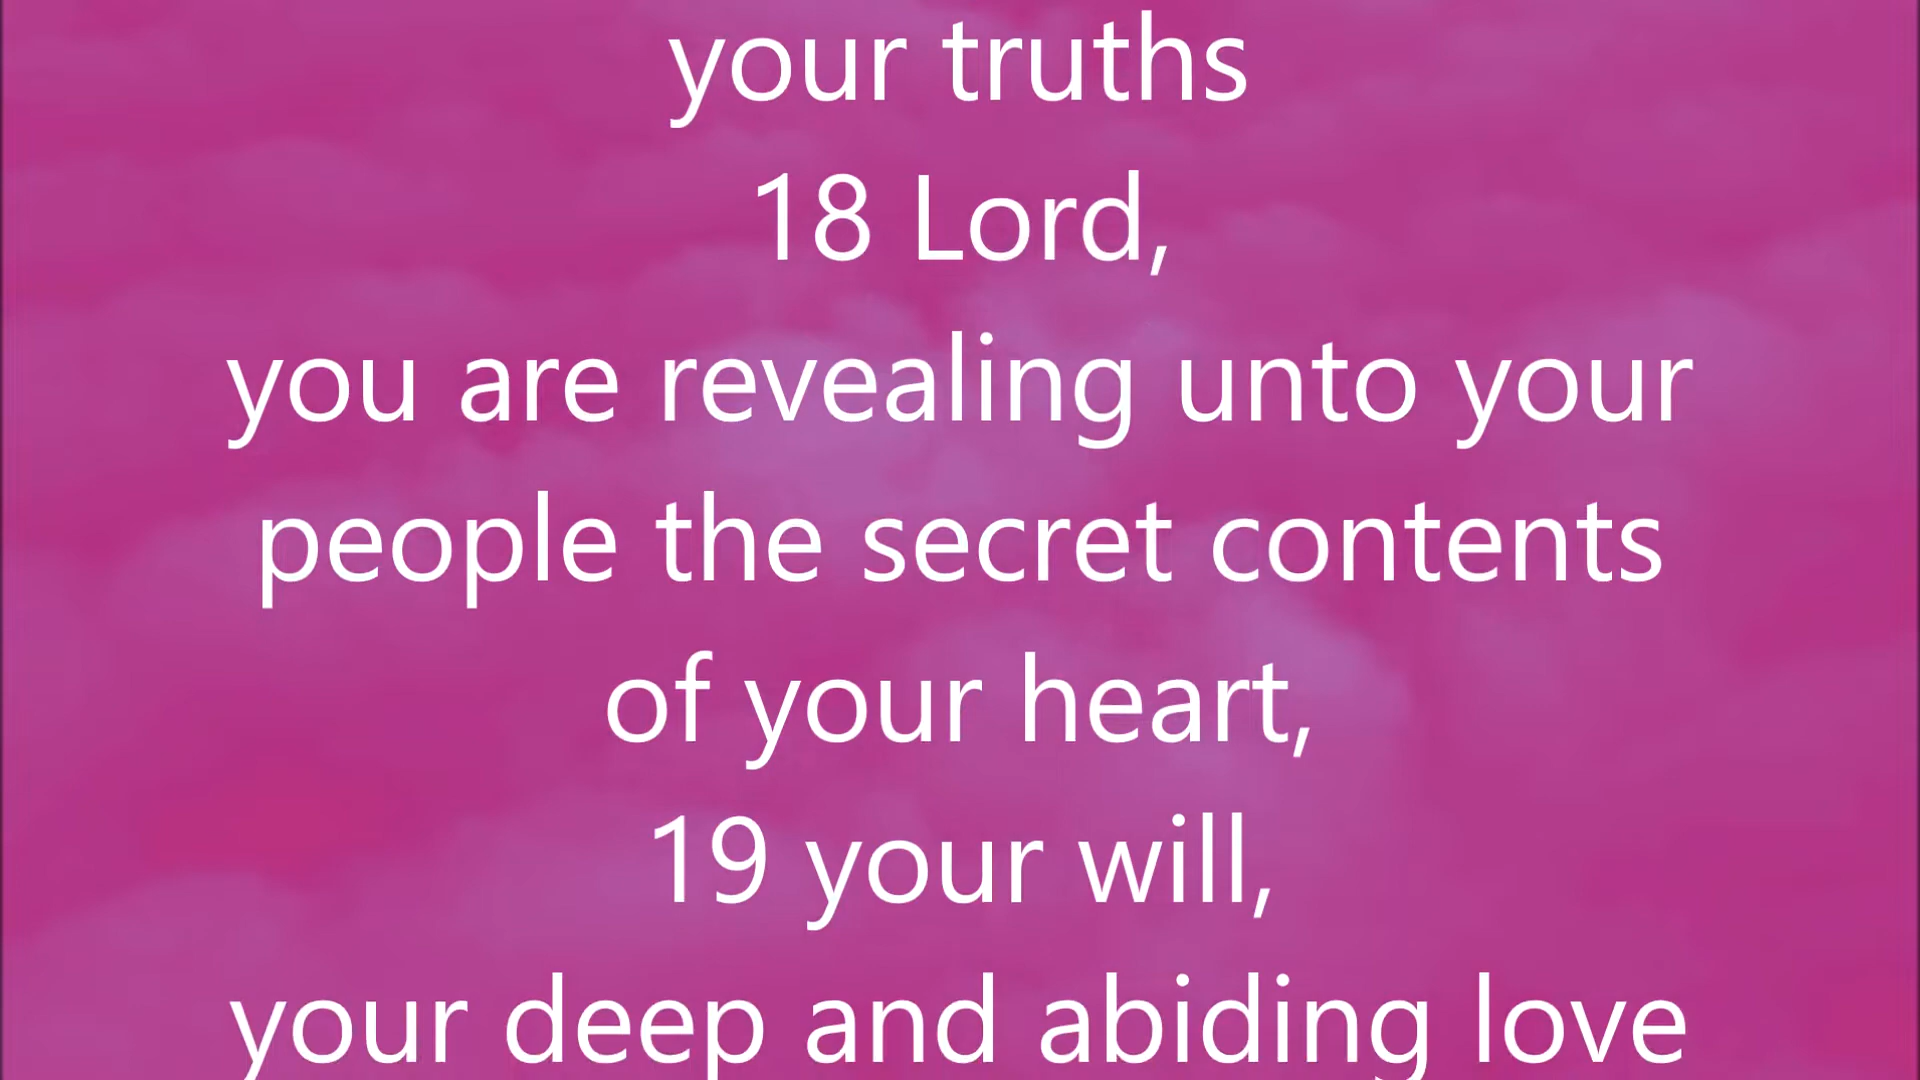 your truths
18 Lord,
you are revealing unto your
people the secret contents
of your heart,
19 your will,
your deep and abiding love